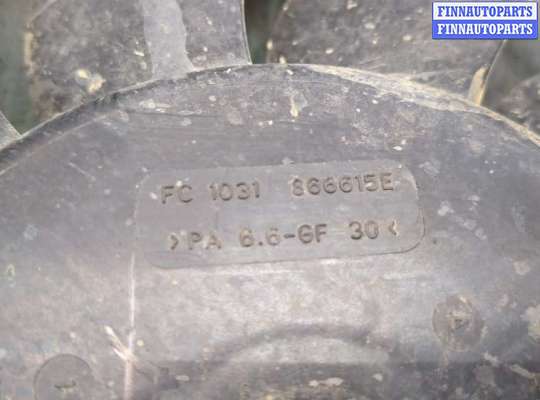 FINNAUTOPARTS
FINNAUTOPARTS
FC 1031 866615E
>PA 6.6-GF 30<